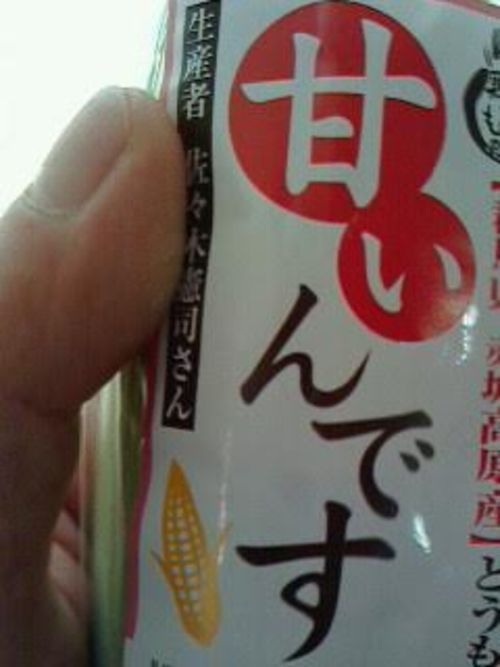 甘い
んです
生産者 佐々木憲司さん
高原産】とうも